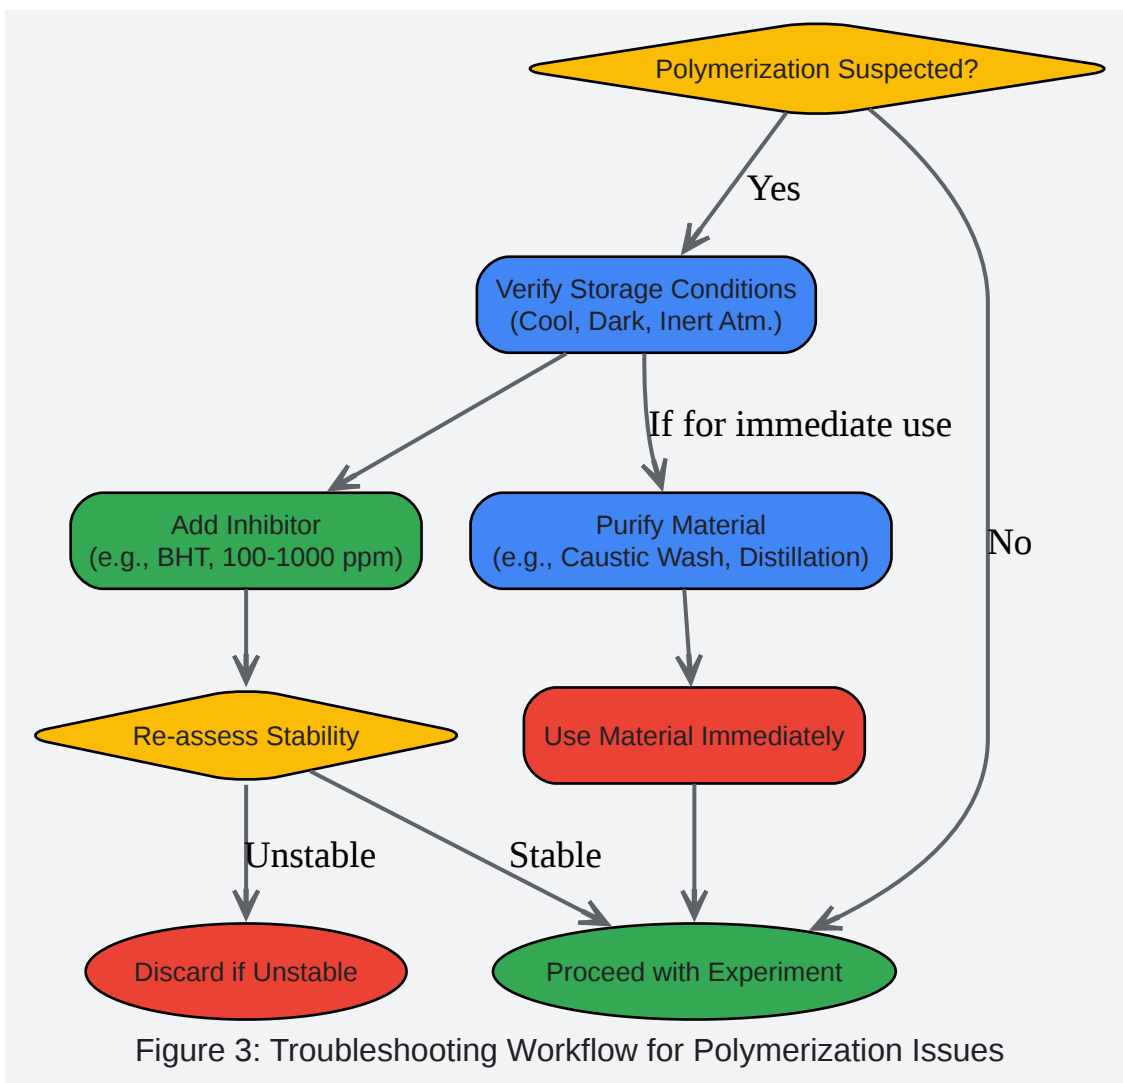 Polymerization Suspected?
Yes
Verify Storage Conditions
(Cool, Dark, Inert Atm.)
If for immediate use
Add Inhibitor
(e.g., BHT, 100-1000 ppm)
Purify Material
(e.g., Caustic Wash, Distillation)
No
Re-assess Stability
Use Material Immediately
Unstable
Stable
Discard if Unstable
Proceed with Experiment
Figure 3: Troubleshooting Workflow for Polymerization Issues